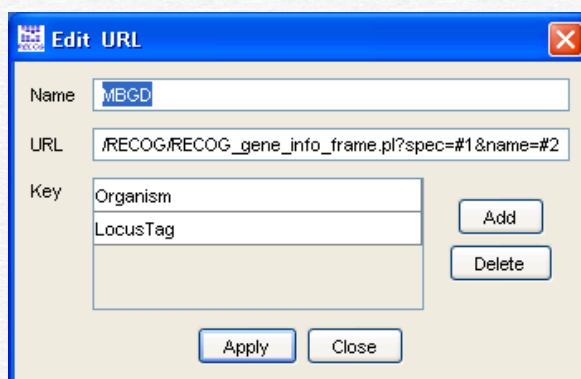 RECOG Edit URL
Name MBGD
URL /RECOG/RECOG_gene_info_frame.pl?spec=#1&name=#2
Key Organism
LocusTag
Add
Delete
Apply Close